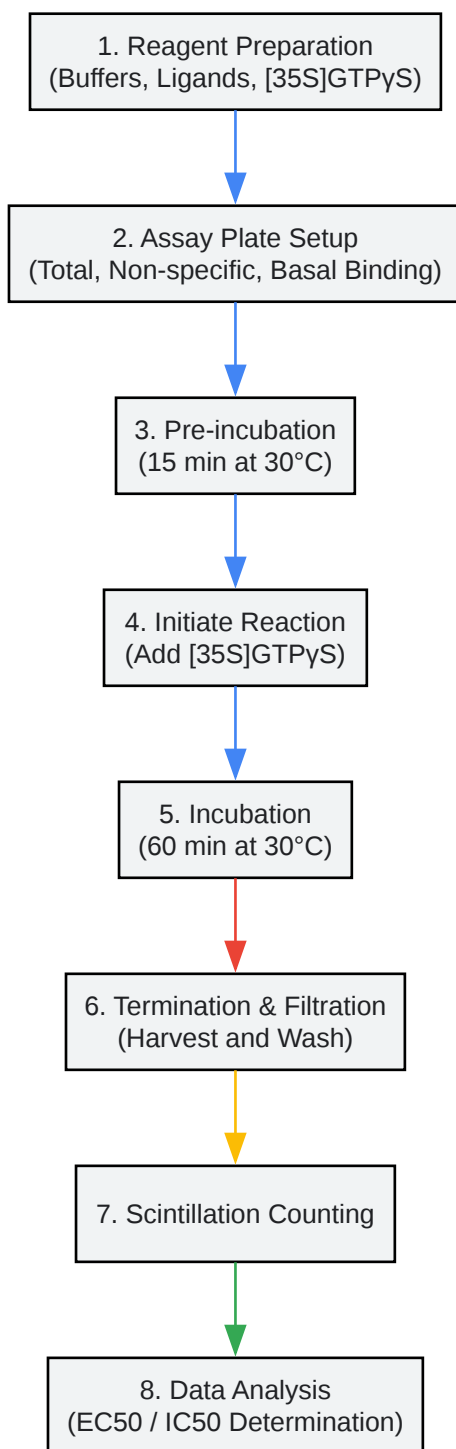 1. Reagent Preparation
(Buffers, Ligands, [35S]GTPγS)
2. Assay Plate Setup
(Total, Non-specific, Basal Binding)
3. Pre-incubation
(15 min at 30°C)
4. Initiate Reaction
(Add [35S]GTPγS)
5. Incubation
(60 min at 30°C)
6. Termination & Filtration
(Harvest and Wash)
7. Scintillation Counting
8. Data Analysis
(EC50 / IC50 Determination)